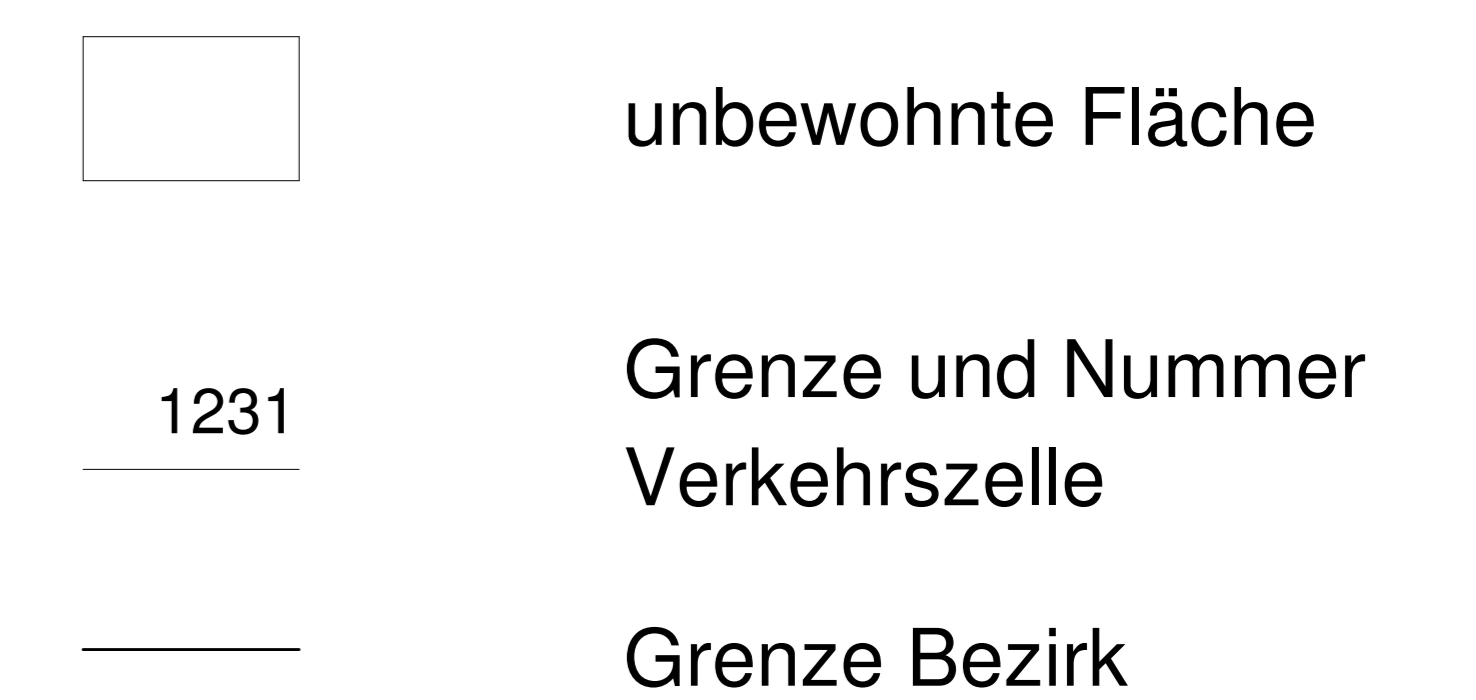 unbewohnte Fläche
1231
Grenze und Nummer
Verkehrszelle
Grenze Bezirk